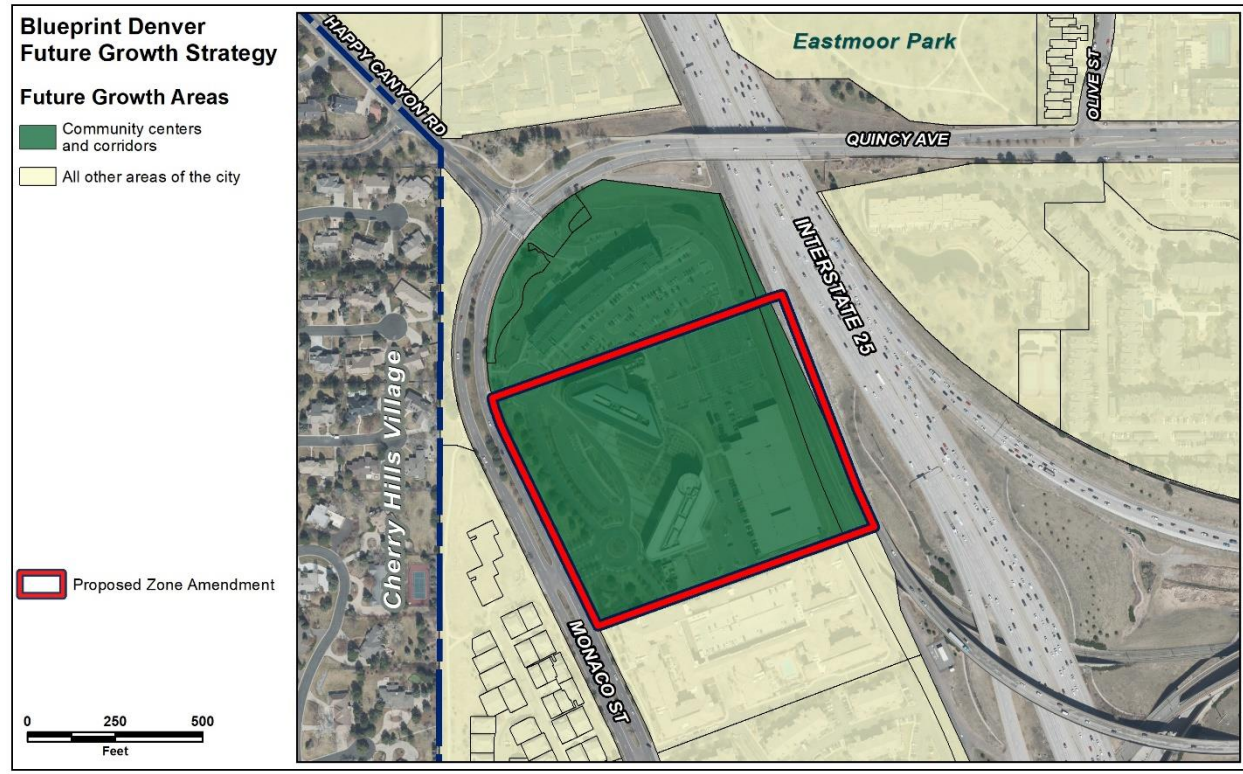 Blueprint Denver
Future Growth Strategy
Future Growth Areas
Community centers
and corridors
All other areas of the city
Proposed Zone Amendment
0 250 500
Feet
HAPPY CANYON RD
Eastmoor Park
OLIVE ST
QUINCY AVE
INTERSTATE 25
Cherry Hills Village
MONACO ST